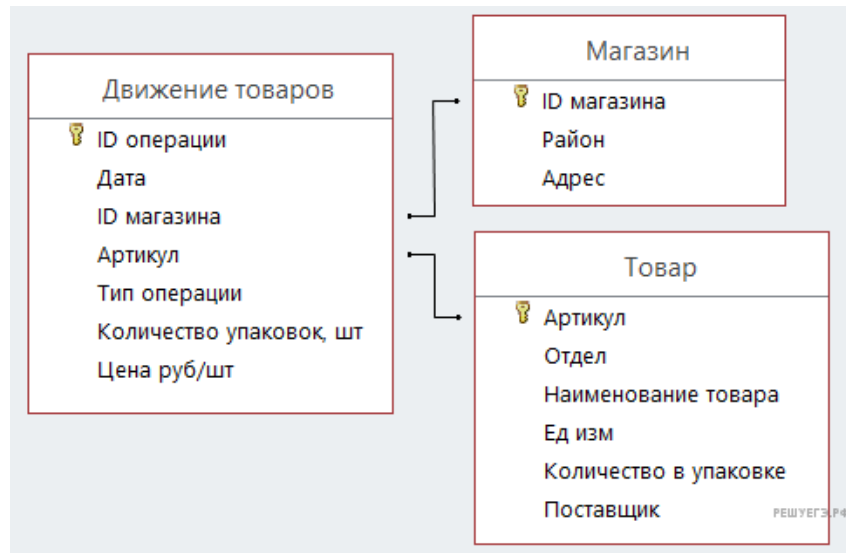 Движение товаров
ID операции
Дата
ID магазина
Артикул
Тип операции
Количество упаковок, шт
Цена руб/шт
Магазин
ID магазина
Район
Адрес
Товар
Артикул
Отдел
Наименование товара
Ед изм
Количество в упаковке
Поставщик
РЕШУЕГЭ.РФ